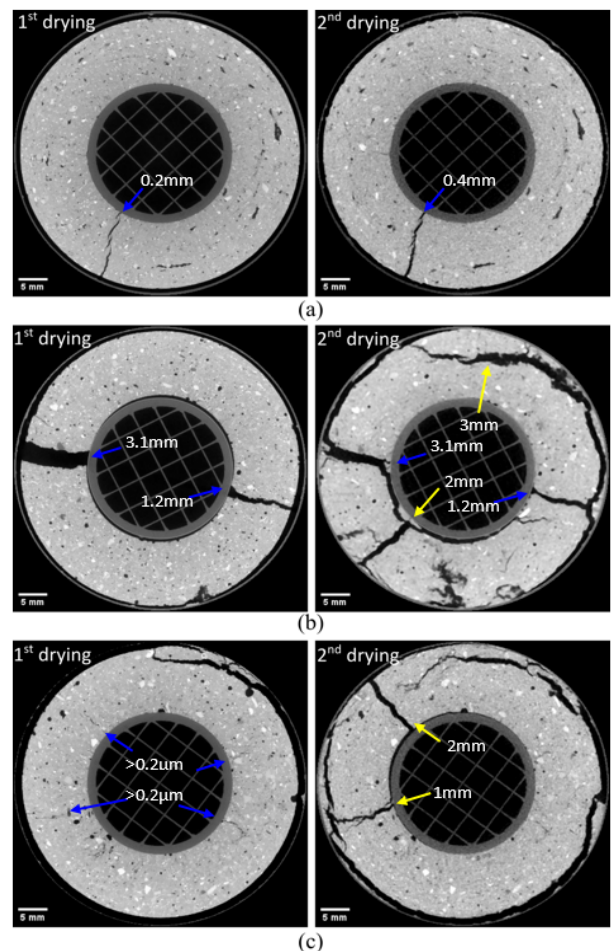 1st drying
2nd drying
0.2mm
0.4mm
5 mm
5 mm
(a)
1st drying
2nd drying
3mm
3.1mm
3.1mm
2mm
1.2mm
1.2mm
5 mm
5 mm
(b)
1st drying
2nd drying
>0.2um
2mm
>0.2µm
1mm
5 mm
5 mm
(c)